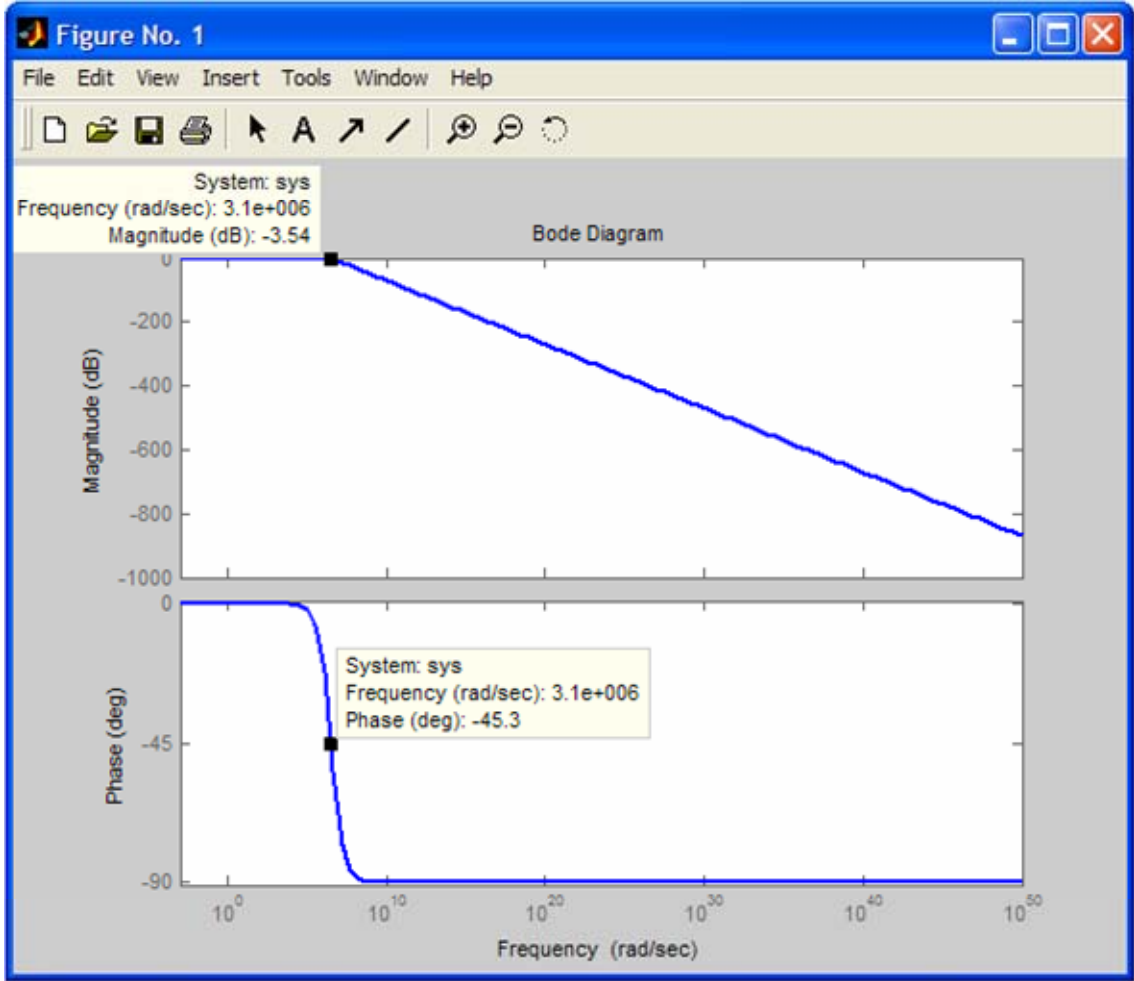 Figure No. 1
File Edit View Insert Tools Window Help
A
System: sys
Frequency (rad/sec): 3.1e+006
Magnitude (dB): -3.54
Bode Diagram
0
-200
-400
-600
-800
-1000
Magnitude (dB)
0
-45
-90
Phase (deg)
System: sys
Frequency (rad/sec): 3.1e+006
Phase (deg): -45.3
10^0 10^10 10^20 10^30 10^40 10^50
Frequency (rad/sec)